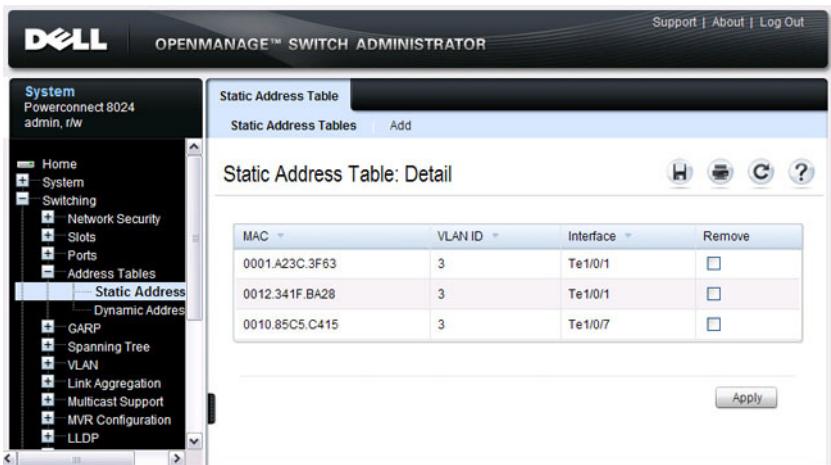 Support | About | Log Out
DELL OPENMANAGE™ SWITCH ADMINISTRATOR
System
Powerconnect 8024
admin, r/w
Home
System
Switching
Network Security
Slots
Ports
Address Tables
Static Address
Dynamic Addres
GARP
Spanning Tree
VLAN
Link Aggregation
Multicast Support
MVR Configuration
LLDP
Static Address Table
Static Address Tables Add
Static Address Table: Detail
MAC VLAN ID Interface Remove
0001.A23C.3F63 3 Te1/0/1
0012.341F.BA28 3 Te1/0/1
0010.85C5.C415 3 Te1/0/7
Apply